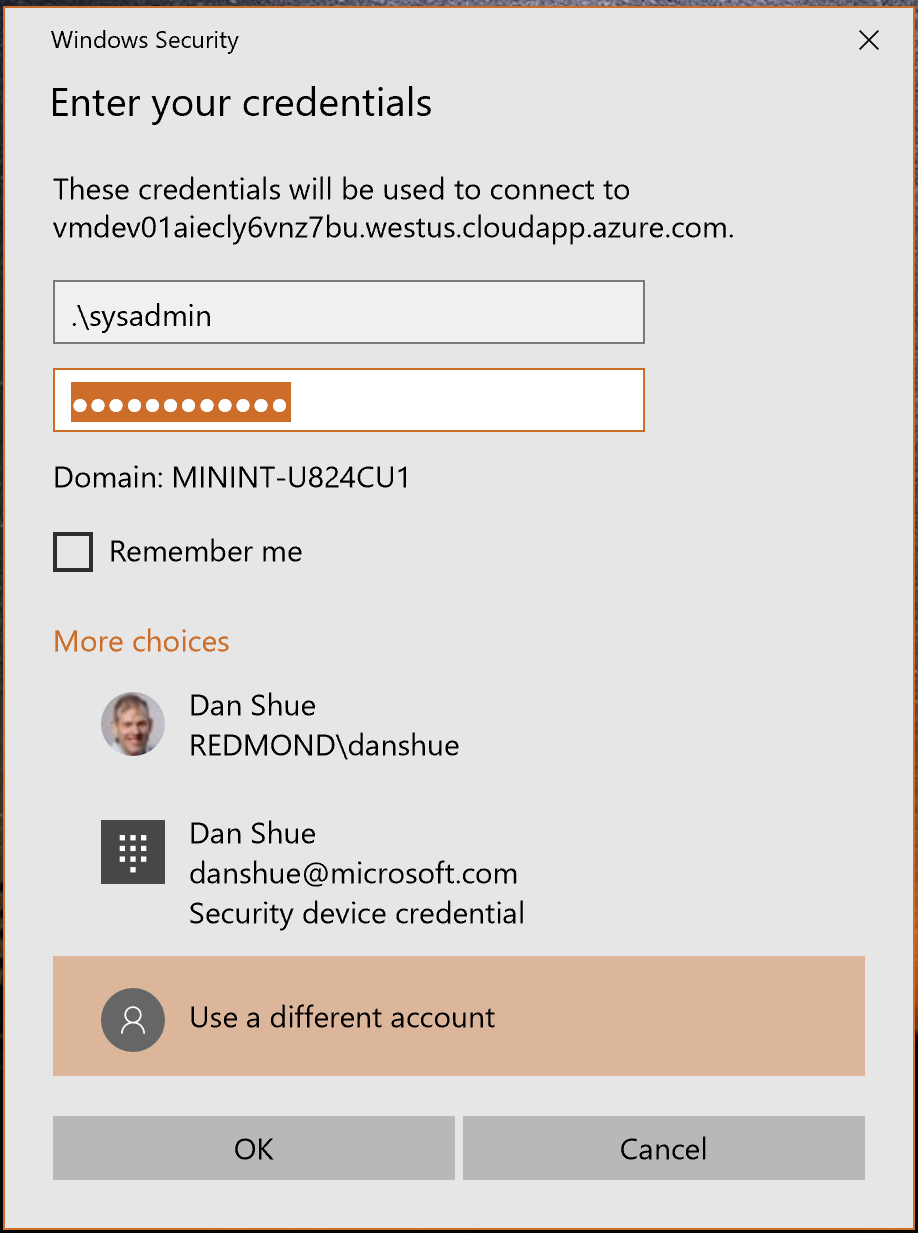 Windows Security
Enter your credentials
These credentials will be used to connect to
vmdev01aiecly6vnz7bu.westus.cloudapp.azure.com.
.\sysadmin
●●●●●●●●●●●●
Domain: MININT-U824CU1
Remember me
More choices
Dan Shue
REDMOND\danshue
Dan Shue
danshue@microsoft.com
Security device credential
Use a different account
OK Cancel